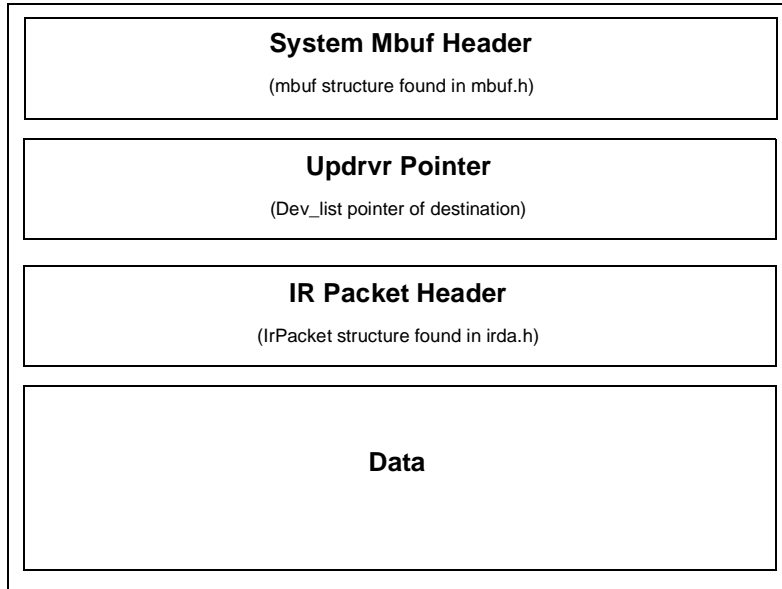 System Mbuf Header
(mbuf structure found in mbuf.h)
Updrvr Pointer
(Dev_list pointer of destination)
IR Packet Header
(IrPacket structure found in irda.h)
Data